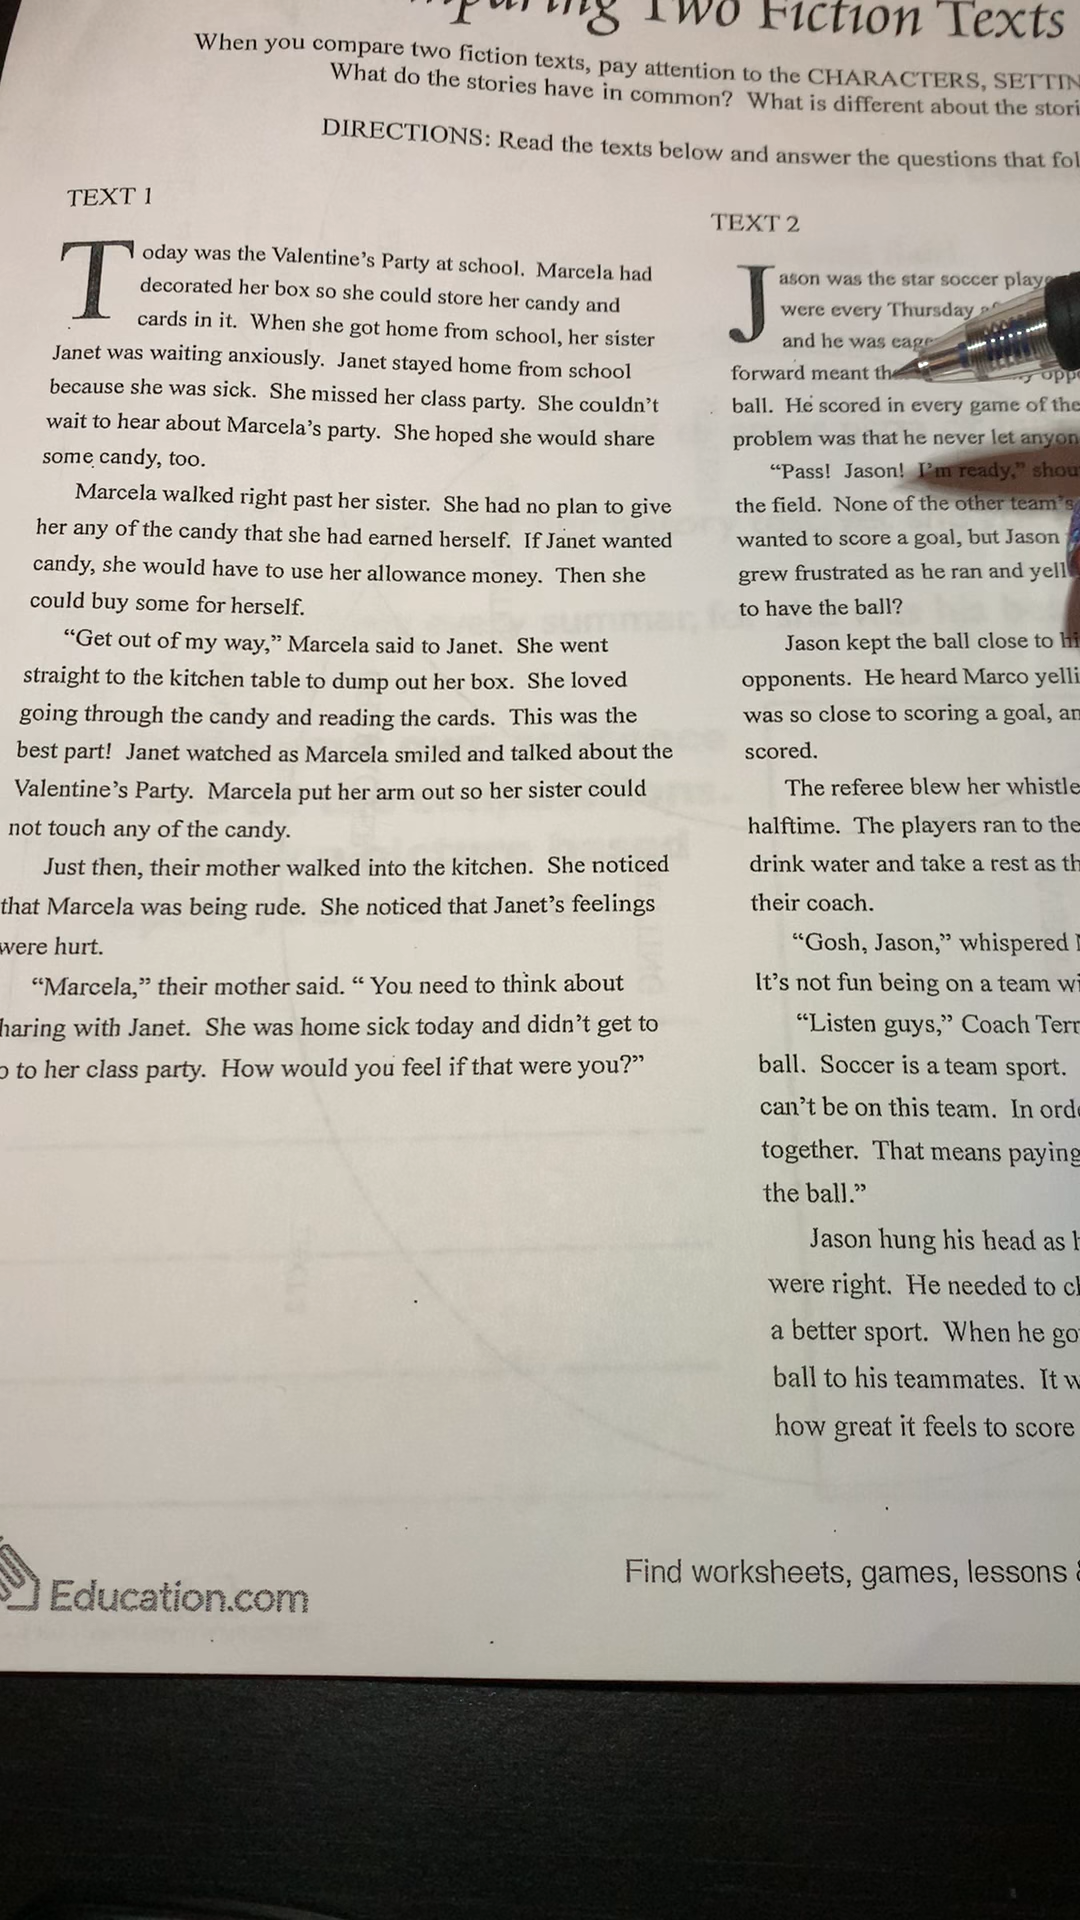 Two Fiction Texts
When you compare two fiction texts, pay attention to the CHARACTERS,
What do the stories have in common? What is different about the
DIRECTIONS: Read the texts below and answer the questions that
TEXT 1
Today was the Valentine's Party at school. Marcela had
decorated her box so she could store her candy and
cards in it. When she got home from school, her sister
Janet was waiting anxiously. Janet stayed home from school
because she was sick. She missed her class party. She couldn't
wait to hear about Marcela's party. She hoped she would share
some candy, too.
Marcela walked right past her sister. She had no plan to give
her any of the candy that she had earned herself. If Janet wanted
candy, she would have to use her allowance money. Then she
could buy some for herself.
“Get out of my way,” Marcela said to Janet. She went
straight to the kitchen table to dump out her box. She loved
going through the candy and reading the cards. This was the
best part! Janet watched as Marcela smiled and talked about the
Valentine's Party. Marcela put her arm out so her sister could
not touch any of the candy.
Just then, their mother walked into the kitchen. She noticed
that Marcela was being rude. She noticed that Janet's feelings
were hurt.
“Marcela,” their mother said. “ You need to think about
haring with Janet. She was home sick today and didn't get to
o to her class party. How would you feel if that were you?”
TEXT 2
Jason was the star soccer
were every Thursday
and he was
forward meant
ball. He scored in every game of the
problem was that he never let
“Pass! Jason! I'm ready,”
the field. None of the other team's
wanted to score a goal, but Jason
grew frustrated as he ran and
to have the ball?
Jason kept the ball close to
opponents. He heard Marco
was so close to scoring a goal,
scored.
The referee blew her whistle
halftime. The players ran to the
drink water and take a rest as
their coach.
“Gosh, Jason,” whispered
It's not fun being on a team
“Listen guys,” Coach
ball. Soccer is a team sport.
can't be on this team. In
together. That means paying
the ball.”
Jason hung his head as
were right. He needed to
a better sport. When he
ball to his teammates. It
how great it feels to score
Education.com
Find worksheets, games, lessons